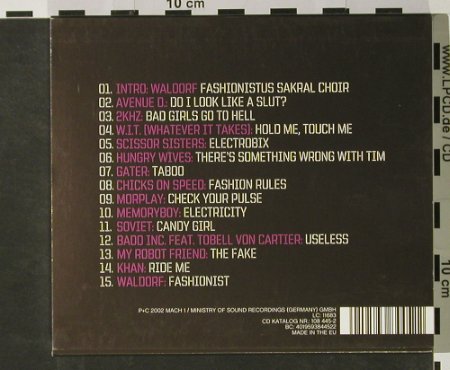 10 cm
01. INTRO: WALDORF FASHIONISTUS SAKRAL CHOIR
02. AVENUE D.: DO I LOOK LIKE A SLUT?
03. 2KHZ: BAD GIRLS GO TO HELL
04. W.I.T. (WHATEVER IT TAKES): HOLD ME, TOUCH ME
05. SCISSOR SISTERS: ELECTROBIX
06. HUNGRY WIVES: THERE'S SOMETHING WRONG WITH TIM
07. GATER: TABOO
08. CHICKS ON SPEED: FASHION RULES
09. MORPLAY: CHECK YOUR PULSE
10. MEMORYBOY: ELECTRICITY
11. SOVIET: CANDY GIRL
12. BADD INC. FEAT. TOBELL VON CARTIER: USELESS
13. MY ROBOT FRIEND: THE FAKE
14. KHAN: RIDE ME
15. WALDORF: FASHIONIST
P+C 2002 MACH 1 / MINISTRY OF SOUND RECORDINGS (GERMANY) GMBH
LC: 11683
CD KATALOG NR: 108 445-2
BC: 4019593844522
MADE IN THE EU
www.LPCD.de / CD
10 cm